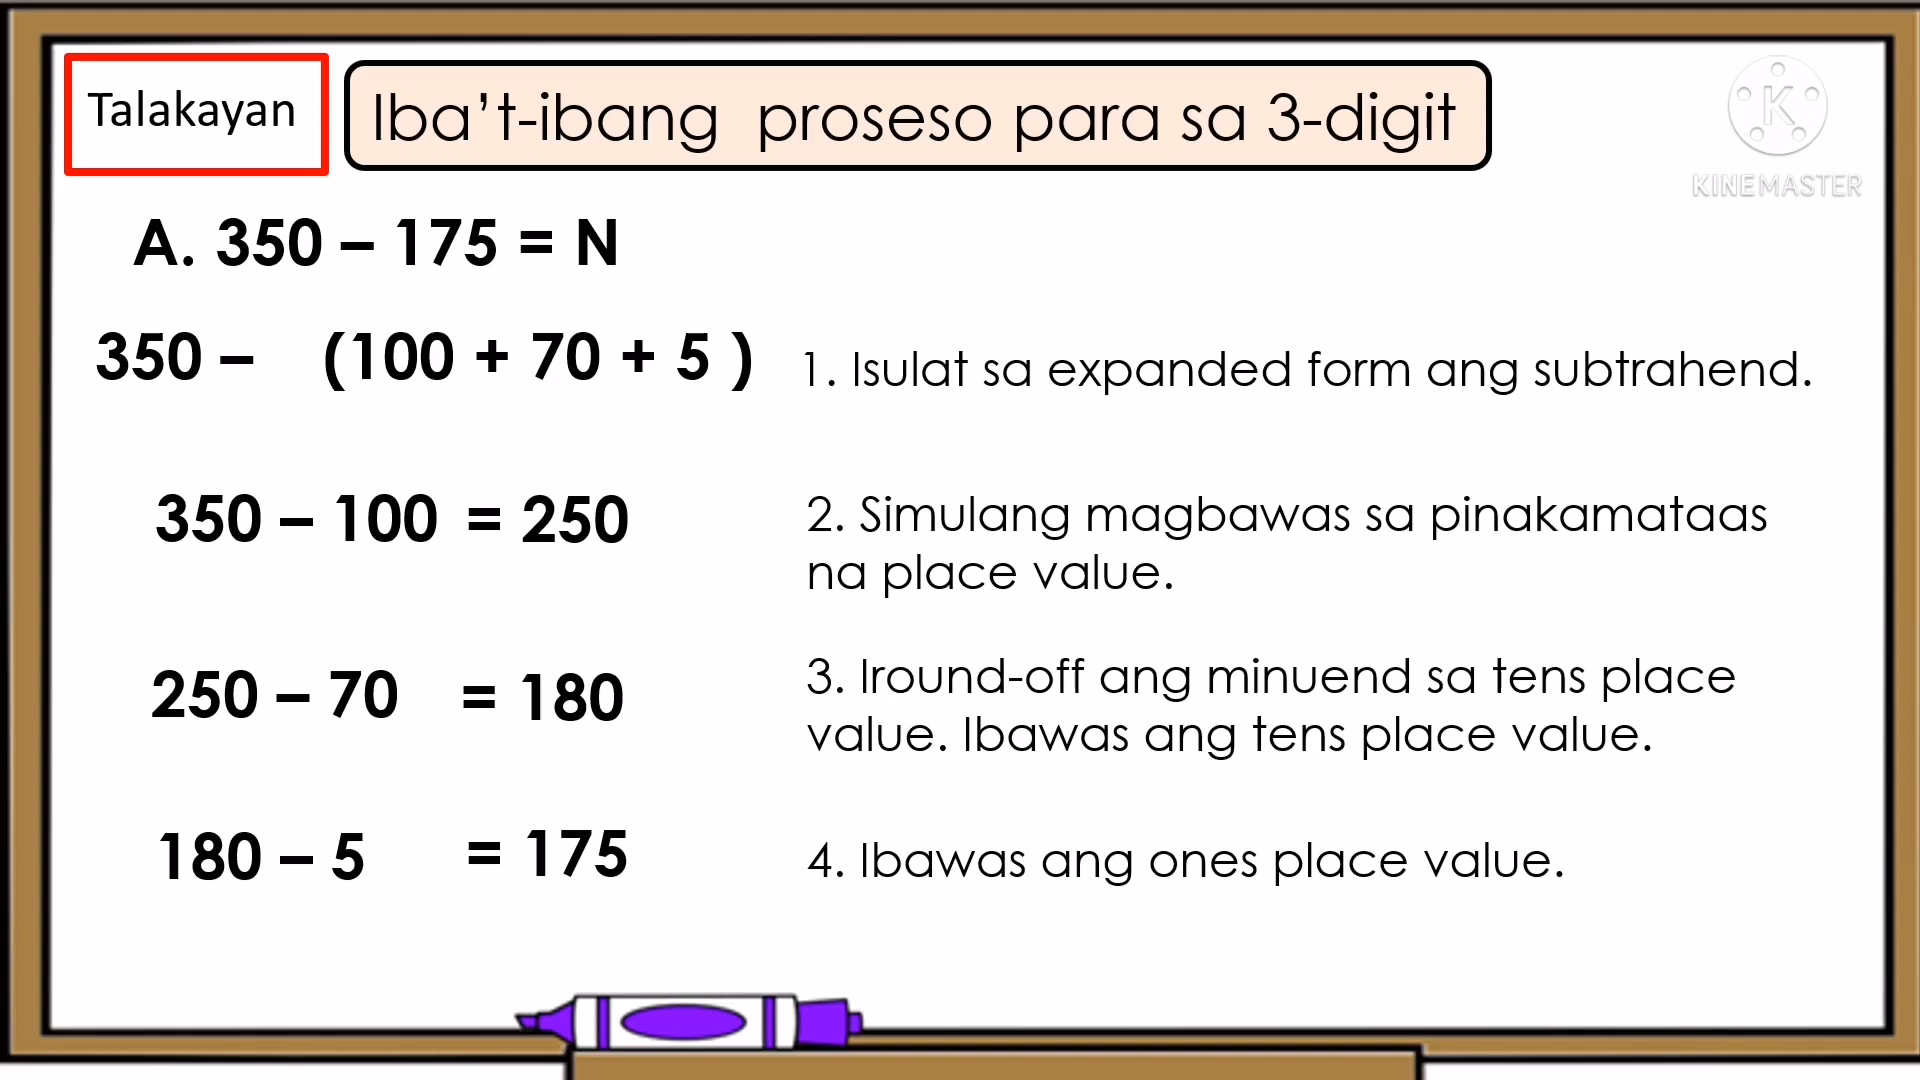 Talakayan
Iba't-ibang proseso para sa 3-digit
K
KINEMASTER
A. 350 – 175 = N
350 – (100 + 70 + 5 )
1. Isulat sa expanded form ang subtrahend.
350 – 100 = 250
2. Simulang magbawas sa pinakamataas
na place value.
250 – 70 = 180
3. Iround-off ang minuend sa tens place
value. Ibawas ang tens place value.
180 – 5 = 175
4. Ibawas ang ones place value.